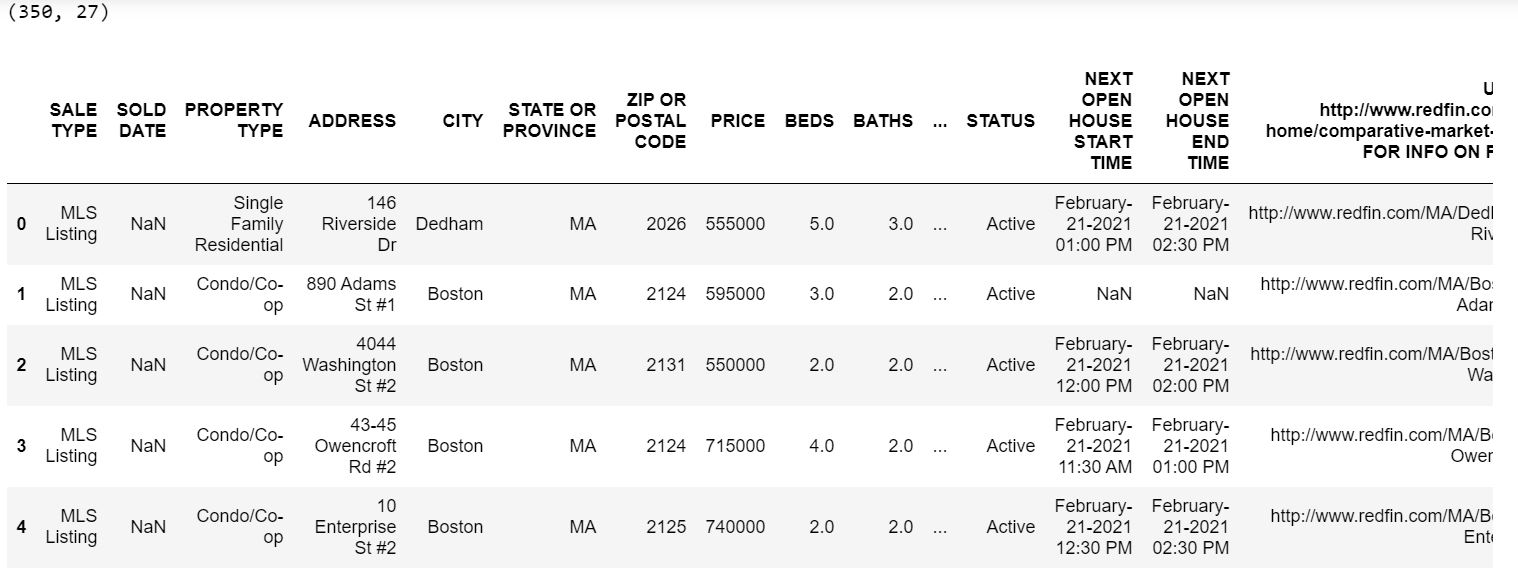 (350, 27)
SALE TYPE SOLD DATE PROPERTY TYPE ADDRESS CITY STATE OR PROVINCE ZIP OR POSTAL CODE PRICE BEDS BATHS ... STATUS NEXT OPEN HOUSE START TIME NEXT OPEN HOUSE END TIME http://www.redfin.co home/comparative-market- FOR INFO ON
0 MLS Listing NaN Single Family Residential 146 Riverside Dr Dedham MA 2026 555000 5.0 3.0 ... Active February-21-2021 01:00 PM February-21-2021 02:30 PM http://www.redfin.com/MA/Ded Riv
1 MLS Listing NaN Condo/Co-op 890 Adams St #1 Boston MA 2124 595000 3.0 2.0 ... Active NaN NaN http://www.redfin.com/MA/Bos Adar
2 MLS Listing NaN Condo/Co-op 4044 Washington St #2 Boston MA 2131 550000 2.0 2.0 ... Active February-21-2021 12:00 PM February-21-2021 02:00 PM http://www.redfin.com/MA/Bost Wa
3 MLS Listing NaN Condo/Co-op 43-45 Owencroft Rd #2 Boston MA 2124 715000 4.0 2.0 ... Active February-21-2021 11:30 AM February-21-2021 01:00 PM http://www.redfin.com/MA/B Ower
4 MLS Listing NaN Condo/Co-op 10 Enterprise St #2 Boston MA 2125 740000 2.0 2.0 ... Active February-21-2021 12:30 PM February-21-2021 02:30 PM http://www.redfin.com/MA/B Ente